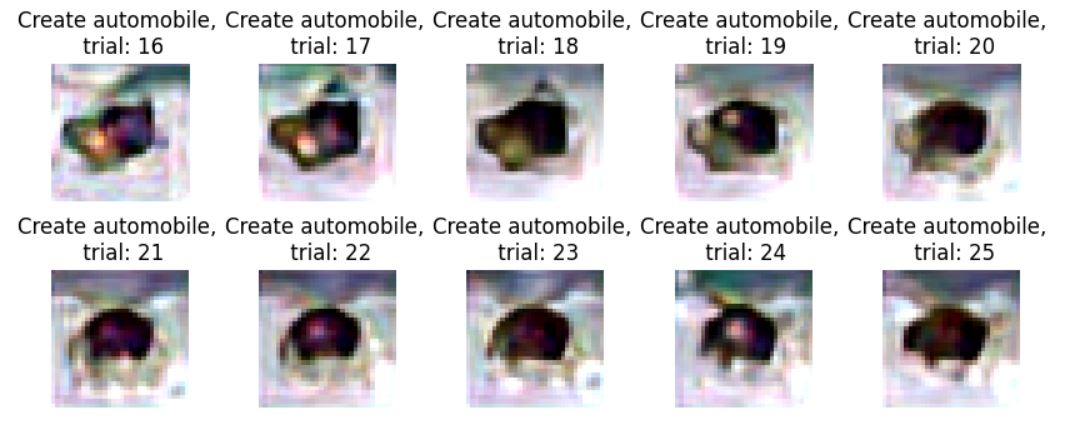 Create automobile, Create automobile, Create automobile, Create automobile, Create automobile,
trial: 16 trial: 17 trial: 18 trial: 19 trial: 20
Create automobile, Create automobile, Create automobile, Create automobile, Create automobile,
trial: 21 trial: 22 trial: 23 trial: 24 trial: 25